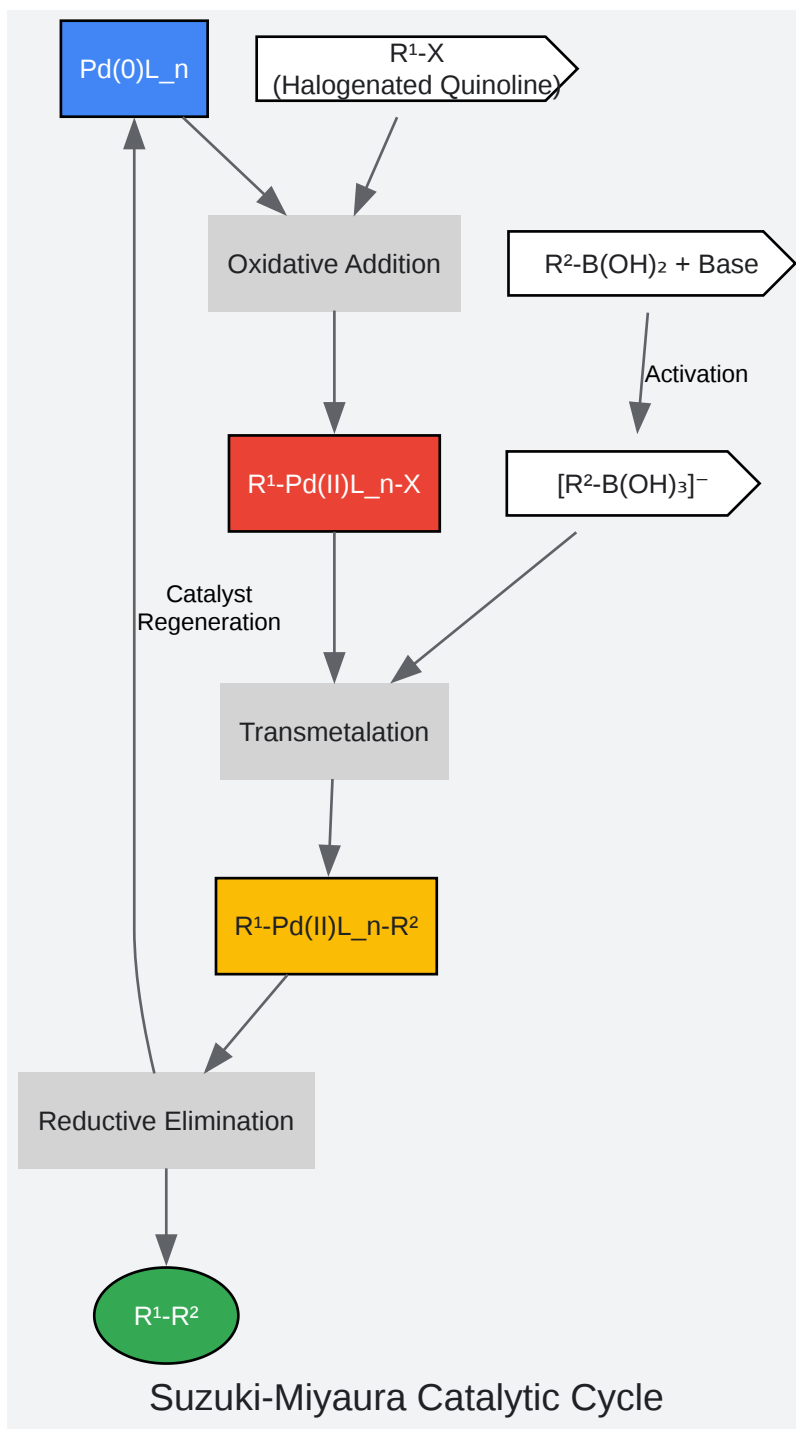 Pd(0)L_n
R¹-X
(Halogenated Quinoline)
Oxidative Addition
R²-B(OH)₂ + Base
Activation
R¹-Pd(II)L_n-X
[R²-B(OH)₃]⁻
Catalyst
Regeneration
Transmetalation
R¹-Pd(II)L_n-R²
Reductive Elimination
R¹-R²
Suzuki-Miyaura Catalytic Cycle